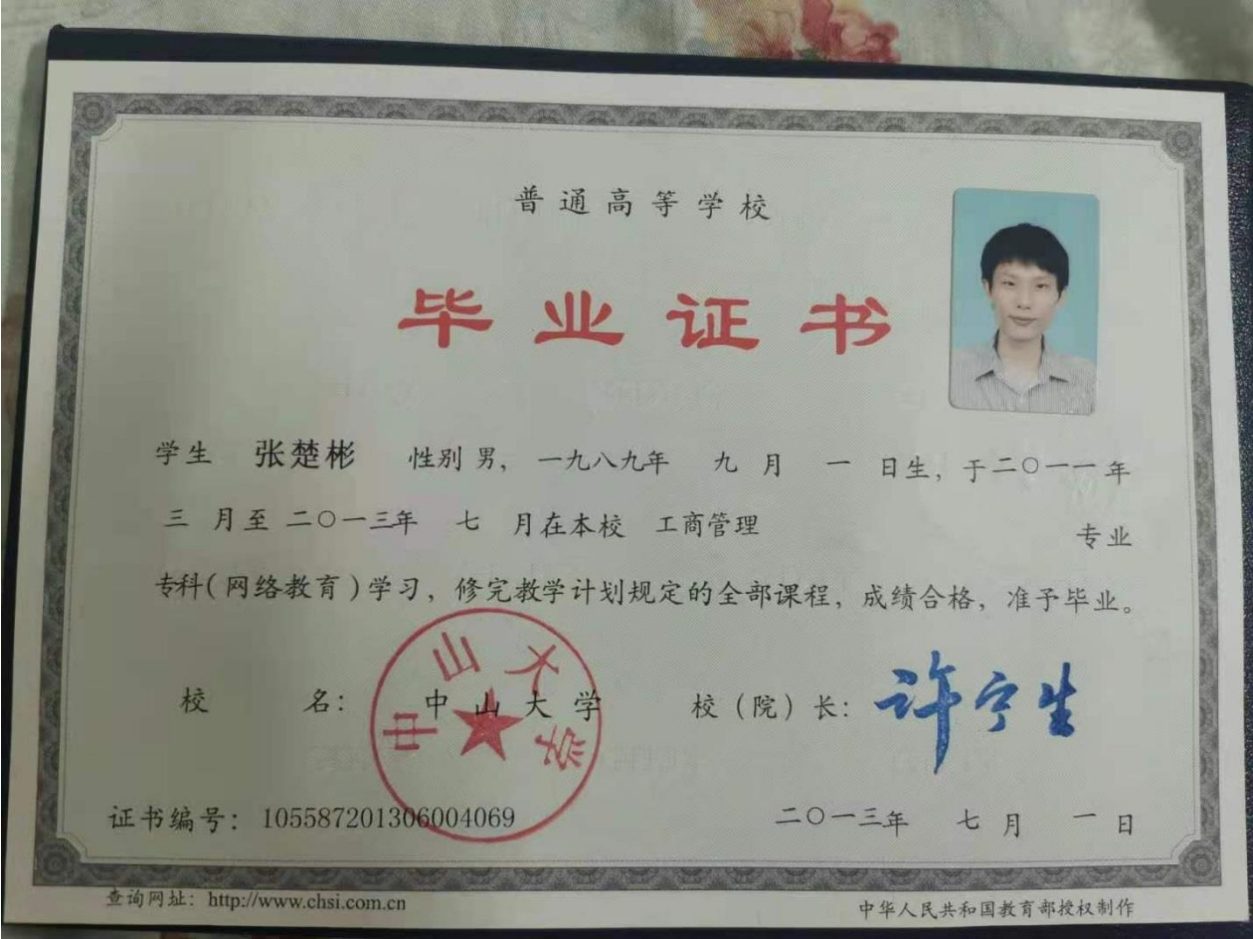 普通高等学校
毕业证书
学生 张楚彬 性别 男， 一九八九年 九 月 一 日生，于二〇一一年
三 月至 二〇一三年 七 月在本校 工商管理 专业
专科（网络教育）学习，修完教学计划规定的全部课程，成绩合格，准予毕业。
校 名： 中山大学 校（院）长：许宁生
中山大学
证书编号： 105587201306004069 二〇一三年 七 月 一 日
查询网址：http://www.chsi.com.cn 中华人民共和国教育部授权制作